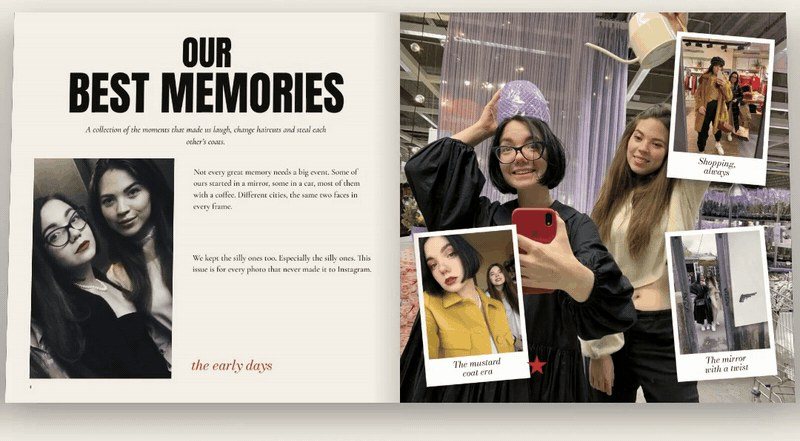 OUR
BEST MEMORIES
A collection of the moments that made us laugh, change haircuts and steal each
other's coats.
Not every great memory needs a big event. Some of
ours started in a mirror, some in a car, most of them
with a coffee. Different cities, the same two faces in
every frame.
We kept the silly ones too. Especially the silly ones. This
issue is for every photo that never made it to Instagram.
the early days
Shopping,
always
The mustard
coat era
The mirror
with a twist